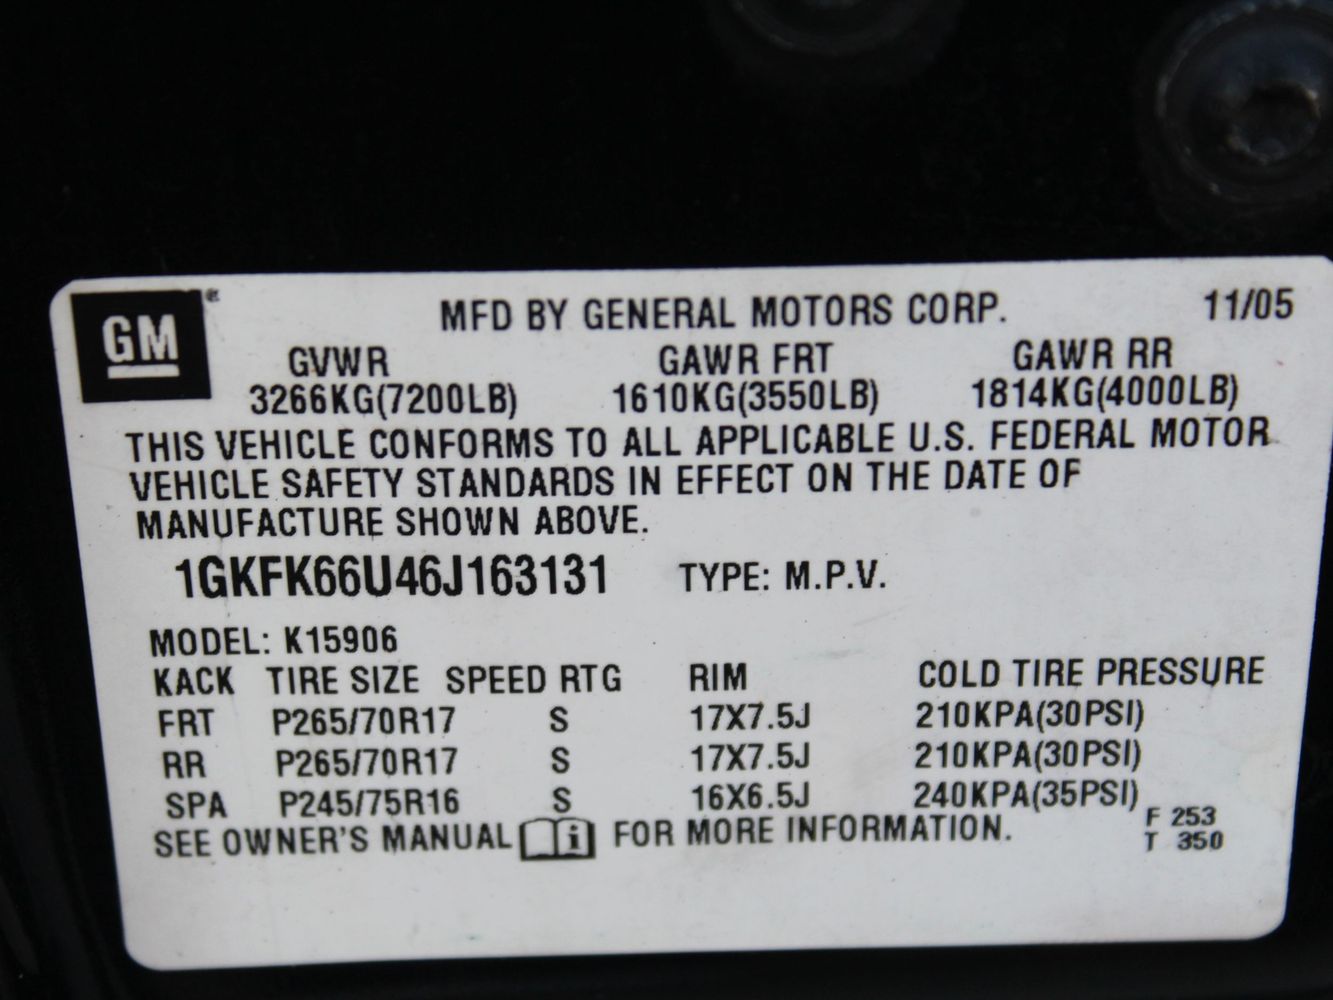 GM® MFD BY GENERAL MOTORS CORP. 11/05
GVWR GAWR FRT GAWR RR
3266KG(7200LB) 1610KG(3550LB) 1814KG(4000LB)
THIS VEHICLE CONFORMS TO ALL APPLICABLE U.S. FEDERAL MOTOR
VEHICLE SAFETY STANDARDS IN EFFECT ON THE DATE OF
MANUFACTURE SHOWN ABOVE.
1GKFK66U46J163131 TYPE: M.P.V.
MODEL: K15906
KACK TIRE SIZE SPEED RTG RIM COLD TIRE PRESSURE
FRT P265/70R17 S 17X7.5J 210KPA(30PSI)
RR P265/70R17 S 17X7.5J 210KPA(30PSI)
SPA P245/75R16 S 16X6.5J 240KPA(35PSI)
SEE OWNER'S MANUAL i FOR MORE INFORMATION.
F 253
T 350